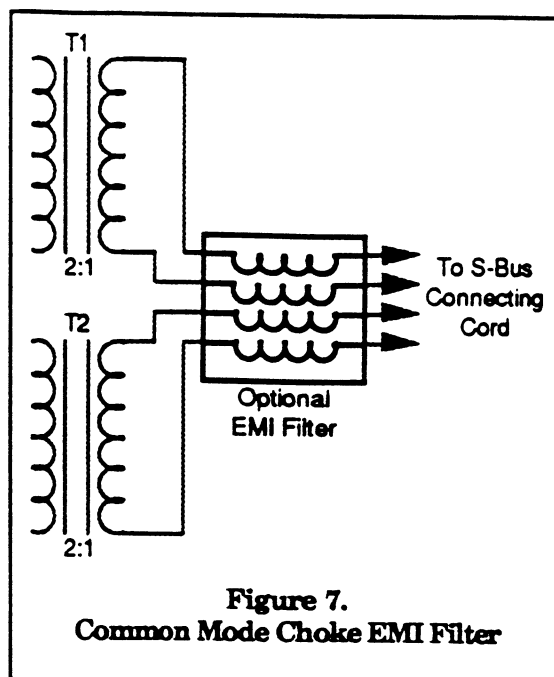 T1
2:1
T2
2:1
To S-Bus
Connecting
Cord
Optional
EMI Filter
Figure 7.
Common Mode Choke EMI Filter